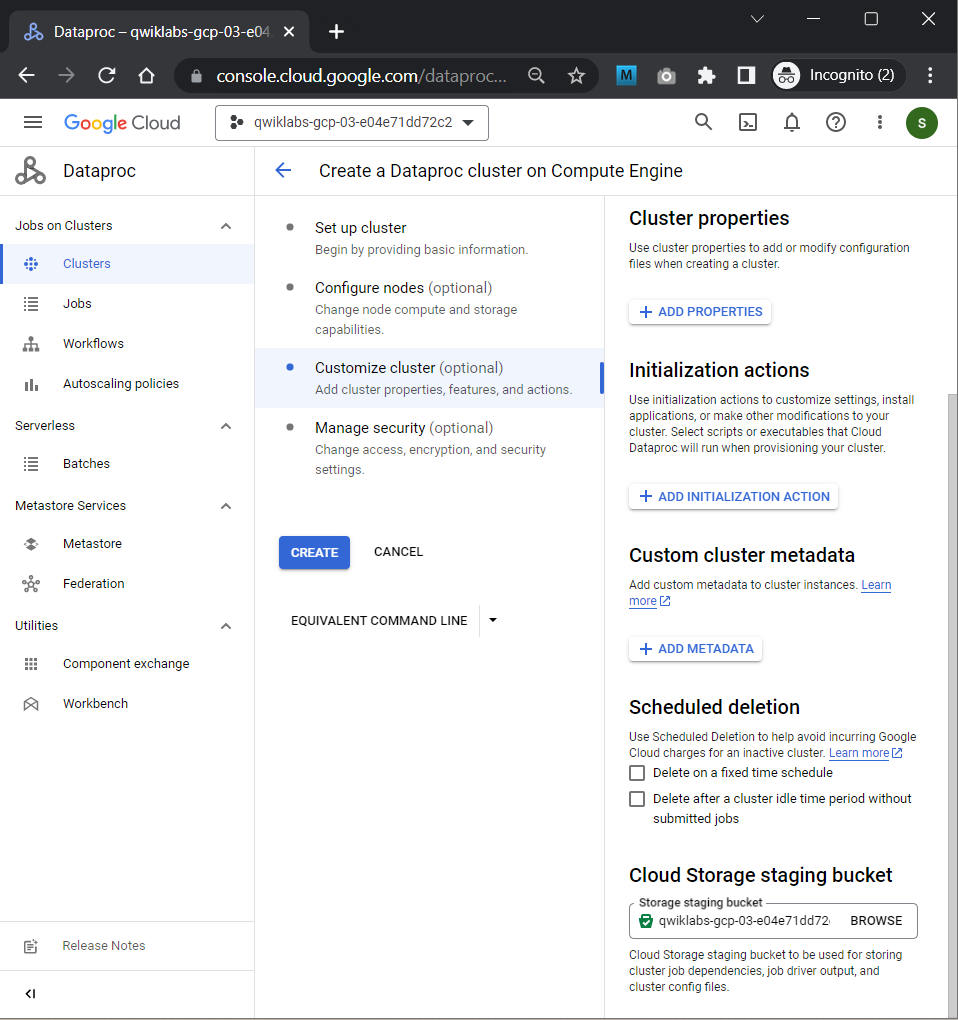 Dataproc – qwiklabs-gcp-03-e04
console.cloud.google.com/dataproc...
M
Incognito (2)
Google Cloud
qwiklabs-gcp-03-e04e71dd72c2
S
Dataproc
Create a Dataproc cluster on Compute Engine
Jobs on Clusters
Clusters
Jobs
Workflows
Autoscaling policies
Serverless
Batches
Metastore Services
Metastore
Federation
Utilities
Component exchange
Workbench
Release Notes
Set up cluster
Begin by providing basic information.
Configure nodes (optional)
Change node compute and storage
capabilities.
Customize cluster (optional)
Add cluster properties, features, and actions.
Manage security (optional)
Change access, encryption, and security
settings.
CREATE
CANCEL
EQUIVALENT COMMAND LINE
Cluster properties
Use cluster properties to add or modify configuration
files when creating a cluster.
ADD PROPERTIES
Initialization actions
Use initialization actions to customize settings, install
applications, or make other modifications to your
cluster. Select scripts or executables that Cloud
Dataproc will run when provisioning your cluster.
ADD INITIALIZATION ACTION
Custom cluster metadata
Add custom metadata to cluster instances. Learn
more
ADD METADATA
Scheduled deletion
Use Scheduled Deletion to help avoid incurring Google
Cloud charges for an inactive cluster. Learn more
Delete on a fixed time schedule
Delete after a cluster idle time period without
submitted jobs
Cloud Storage staging bucket
Storage staging bucket
qwiklabs-gcp-03-e04e71dd72
BROWSE
Cloud Storage staging bucket to be used for storing
cluster job dependencies, job driver output, and
cluster config files.